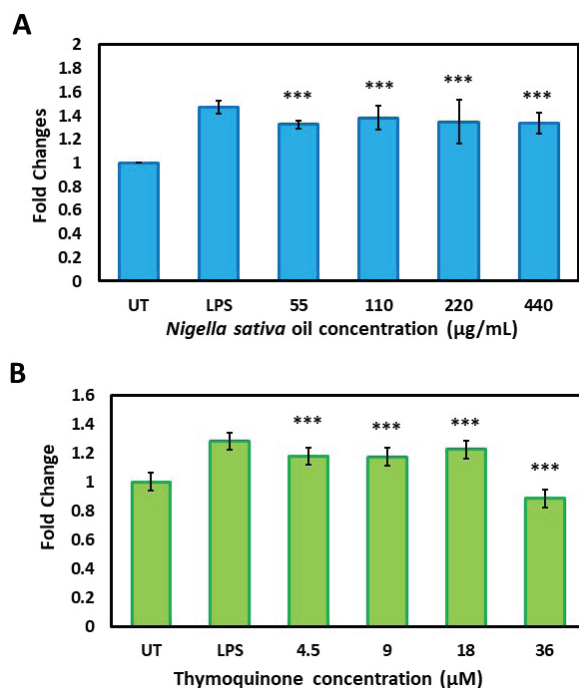 A
Fold Changes
2
1.8
1.6
1.4
1.2
1
0.8
0.6
0.4
0.2
0
*** *** *** ***
UT LPS 55 110 220 440
Nigella sativa oil concentration (µg/mL)
B
Fold Change
1.6
1.4
1.2
1
0.8
0.6
0.4
0.2
0
*** *** *** ***
UT LPS 4.5 9 18 36
Thymoquinone concentration (µM)